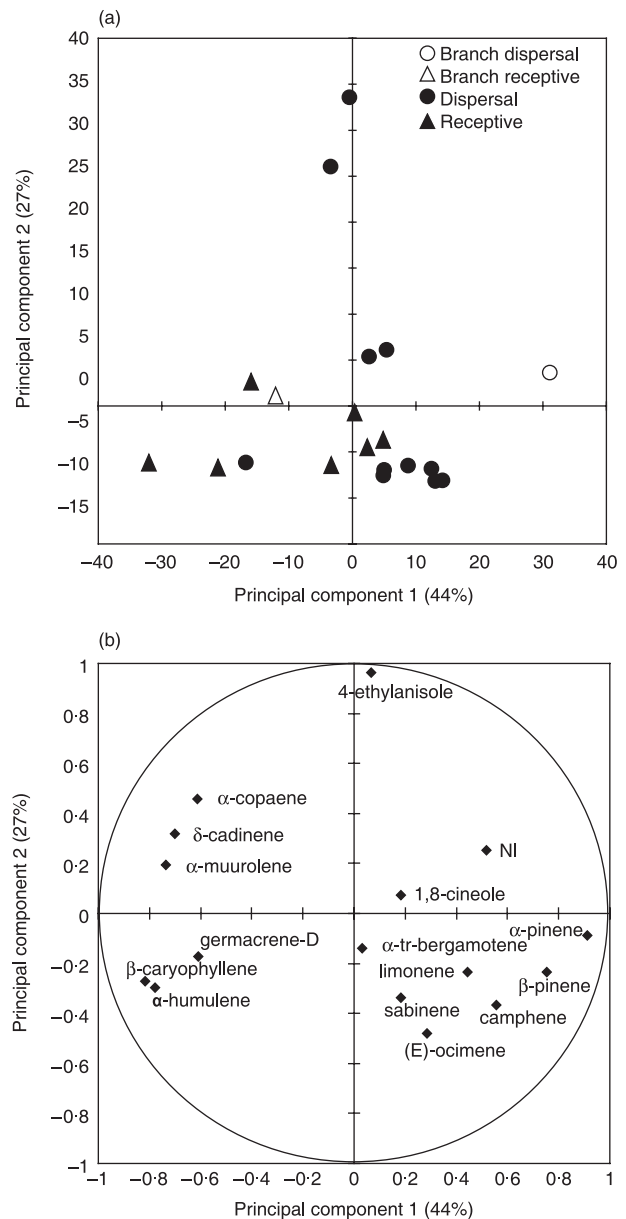 (a)
40
35
30
25
20
15
10
5
0
−5
−10
−15
Principal component 2 (27%)
Branch dispersal
Branch receptive
Dispersal
Receptive
−40 −30 −20 −10 0 10 20 30 40
Principal component 1 (44%)
(b)
1
0·8
0·6
0·4
0·2
0
−0·2
−0·4
−0·6
−0·8
−1
Principal component 2 (27%)
4-ethylanisole
α-copaene
δ-cadinene
α-muurolene
NI
1,8-cineole
germacrene-D
β-caryophyllene
α-humulene
α-tr-bergamotene
α-pinene
limonene
β-pinene
sabinene
camphene
(E)-ocimene
−1 −0·8 −0·6 −0·4 −0·2 0 0·2 0·4 0·6 0·8 1
Principal component 1 (44%)